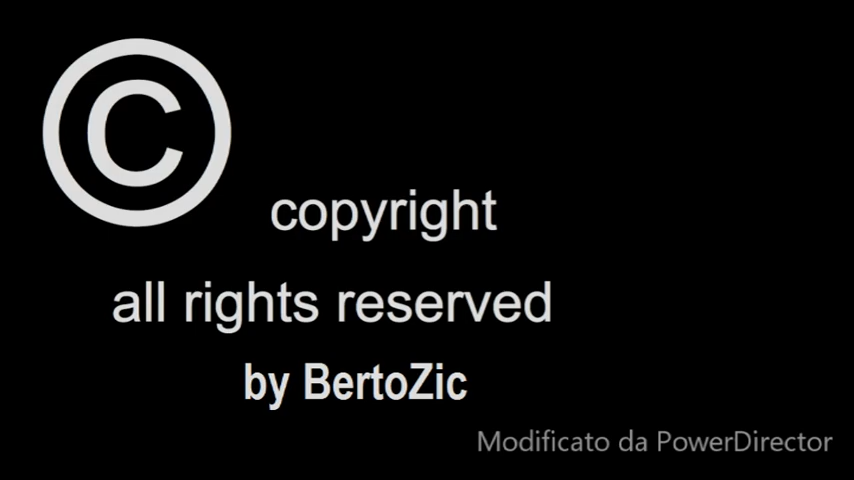 ©
copyright
all rights reserved
by BertoZic
Modificato da PowerDirector